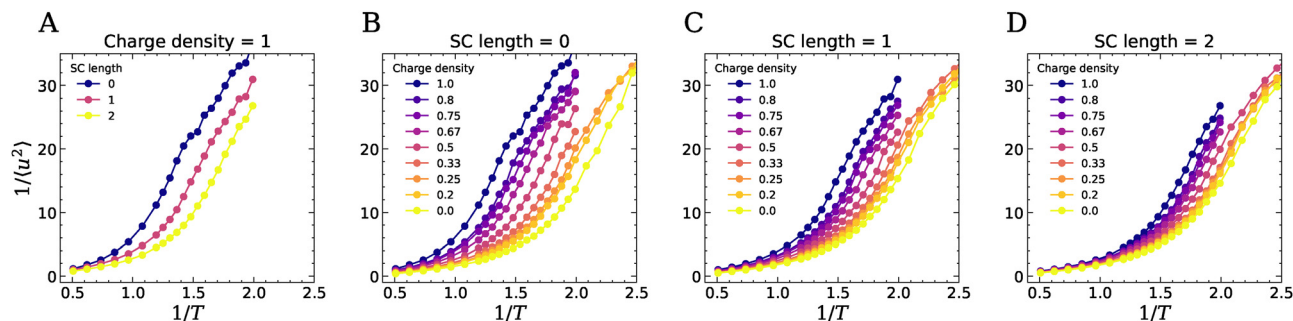 A
Charge density = 1
SC length
0
1
2
30
20
10
0
1/⟨u²⟩
0.5 1.0 1.5 2.0 2.5
1/T
B
SC length = 0
Charge density
1.0
0.8
0.75
0.67
0.5
0.33
0.25
0.2
0.0
30
20
10
0
0.5 1.0 1.5 2.0 2.5
1/T
C
SC length = 1
Charge density
1.0
0.8
0.75
0.67
0.5
0.33
0.25
0.2
0.0
30
20
10
0
0.5 1.0 1.5 2.0 2.5
1/T
D
SC length = 2
Charge density
1.0
0.8
0.75
0.67
0.5
0.33
0.25
0.2
0.0
30
20
10
0
0.5 1.0 1.5 2.0 2.5
1/T